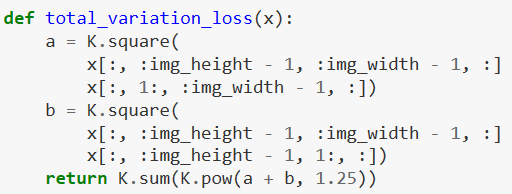 def total_variation_loss(x):
    a = K.square(
        x[:, :img_height - 1, :img_width - 1, :]
        x[:, 1:, :img_width - 1, :])
    b = K.square(
        x[:, :img_height - 1, :img_width - 1, :]
        x[:, :img_height - 1, 1:, :])
    return K.sum(K.pow(a + b, 1.25))